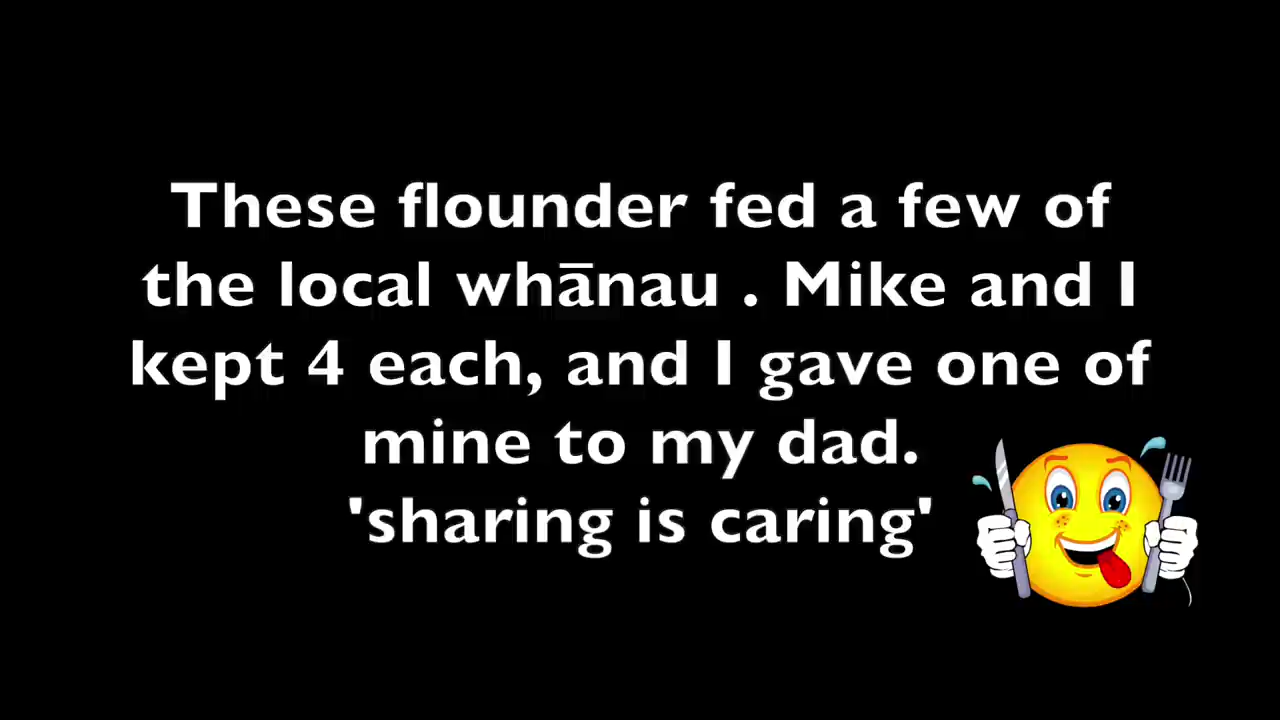 These flounder fed a few of
the local whānau . Mike and I
kept 4 each, and I gave one of
mine to my dad.
'sharing is caring'